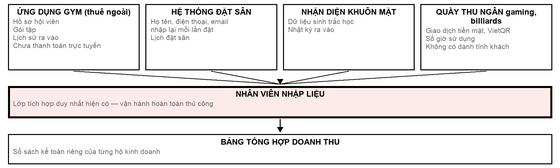 ỨNG DỤNG GYM (thuê ngoài)
Hồ sơ hội viên
Gói tập
Lịch sử ra vào
Chưa thanh toán trực tuyến
HỆ THỐNG ĐẶT SÂN
Họ tên, điện thoại, email
nhập lại mỗi lần đặt
Lịch đặt sân
NHẬN DIỆN KHUÔN MẶT
Dữ liệu sinh trắc học
Nhật ký ra vào
QUẦY THU NGÂN gaming,
billiards
Giao dịch tiền mặt, VietQR
Số giờ sử dụng
Không có danh tính khách
NHÂN VIÊN NHẬP LIỆU
Lớp tích hợp duy nhất hiện có — vận hành hoàn toàn thủ công
BẢNG TỔNG HỢP DOANH THU
Sổ sách kế toán riêng của từng hộ kinh doanh